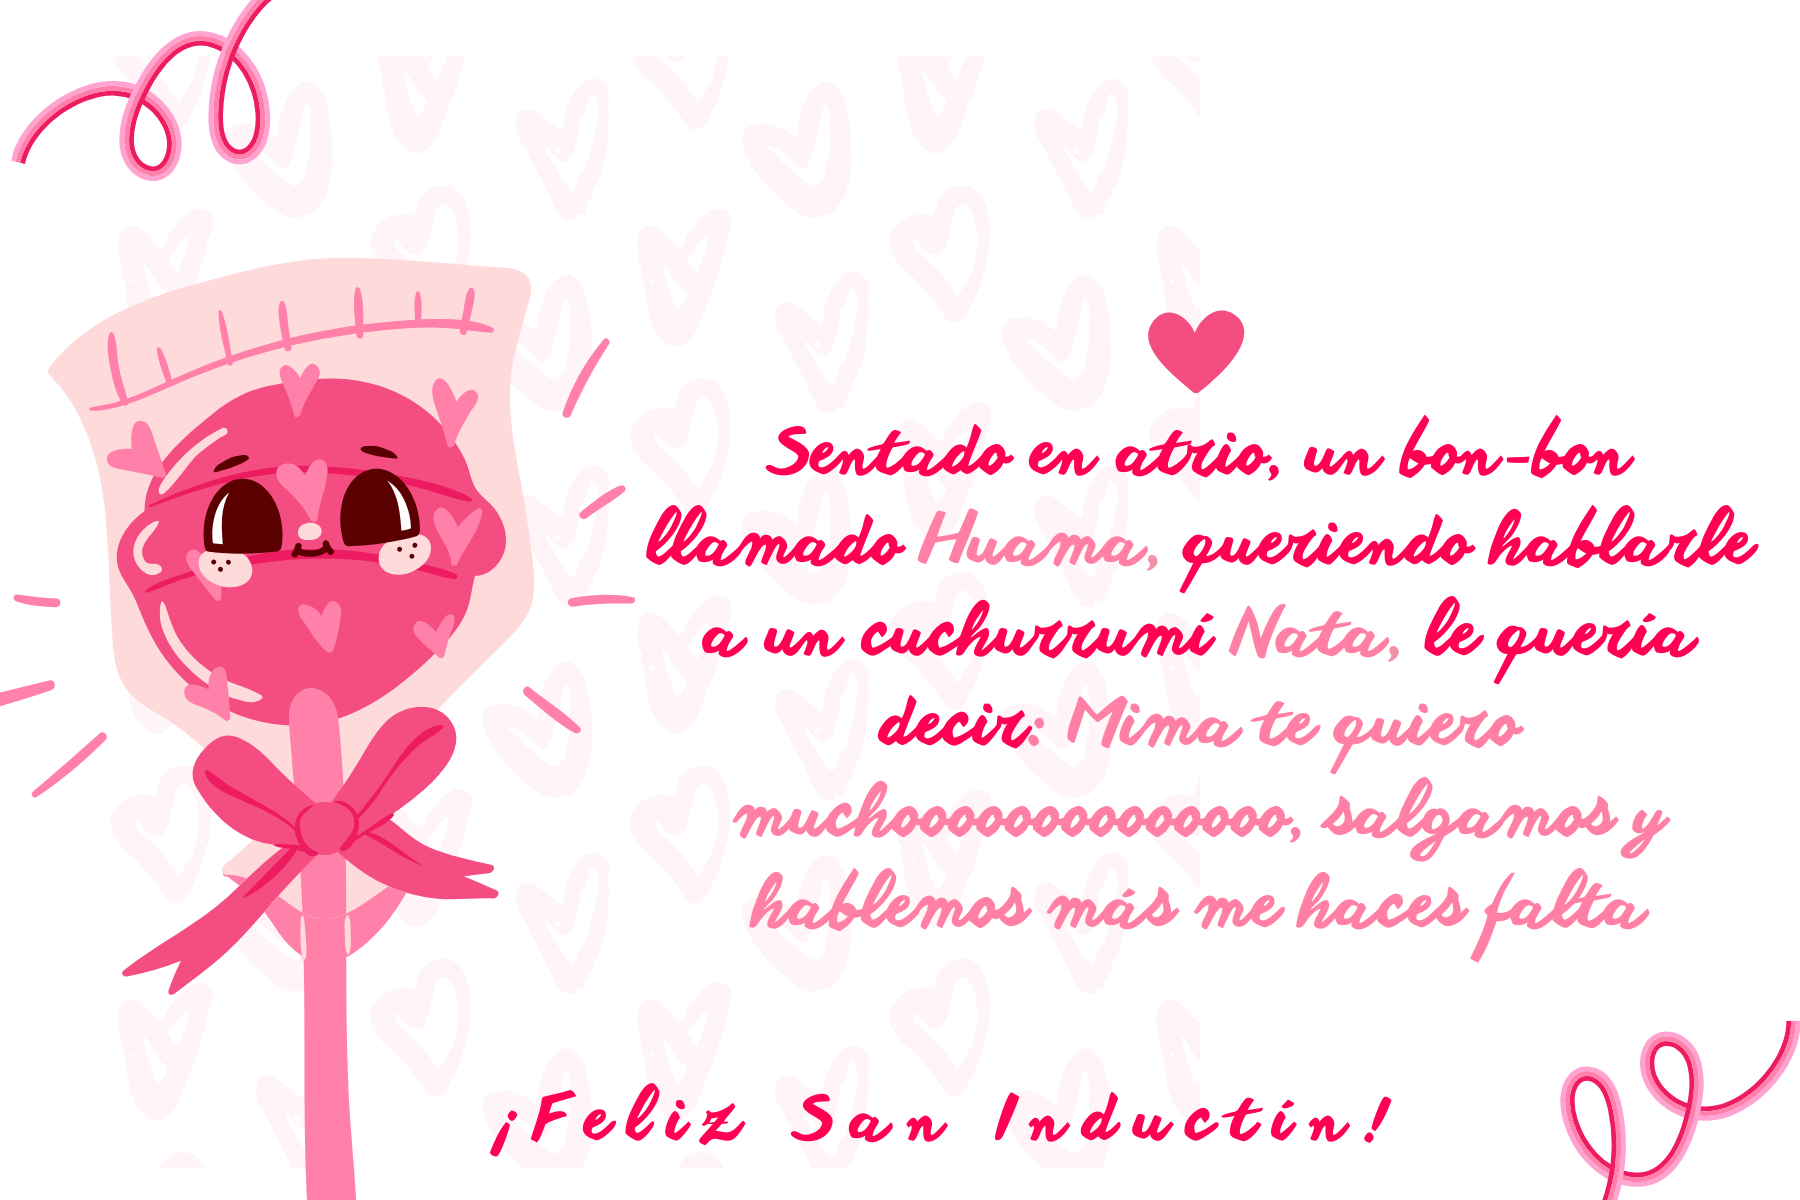 Sentado en atrio, un bon-bon
llamado Huama, queriendo hablarle
a un cuchurrumí Nata, le quería
decir: Mima te quiero
muchoooooooooooooo, salgamos y
hablemos más me haces falta
¡Feliz San Inductín!